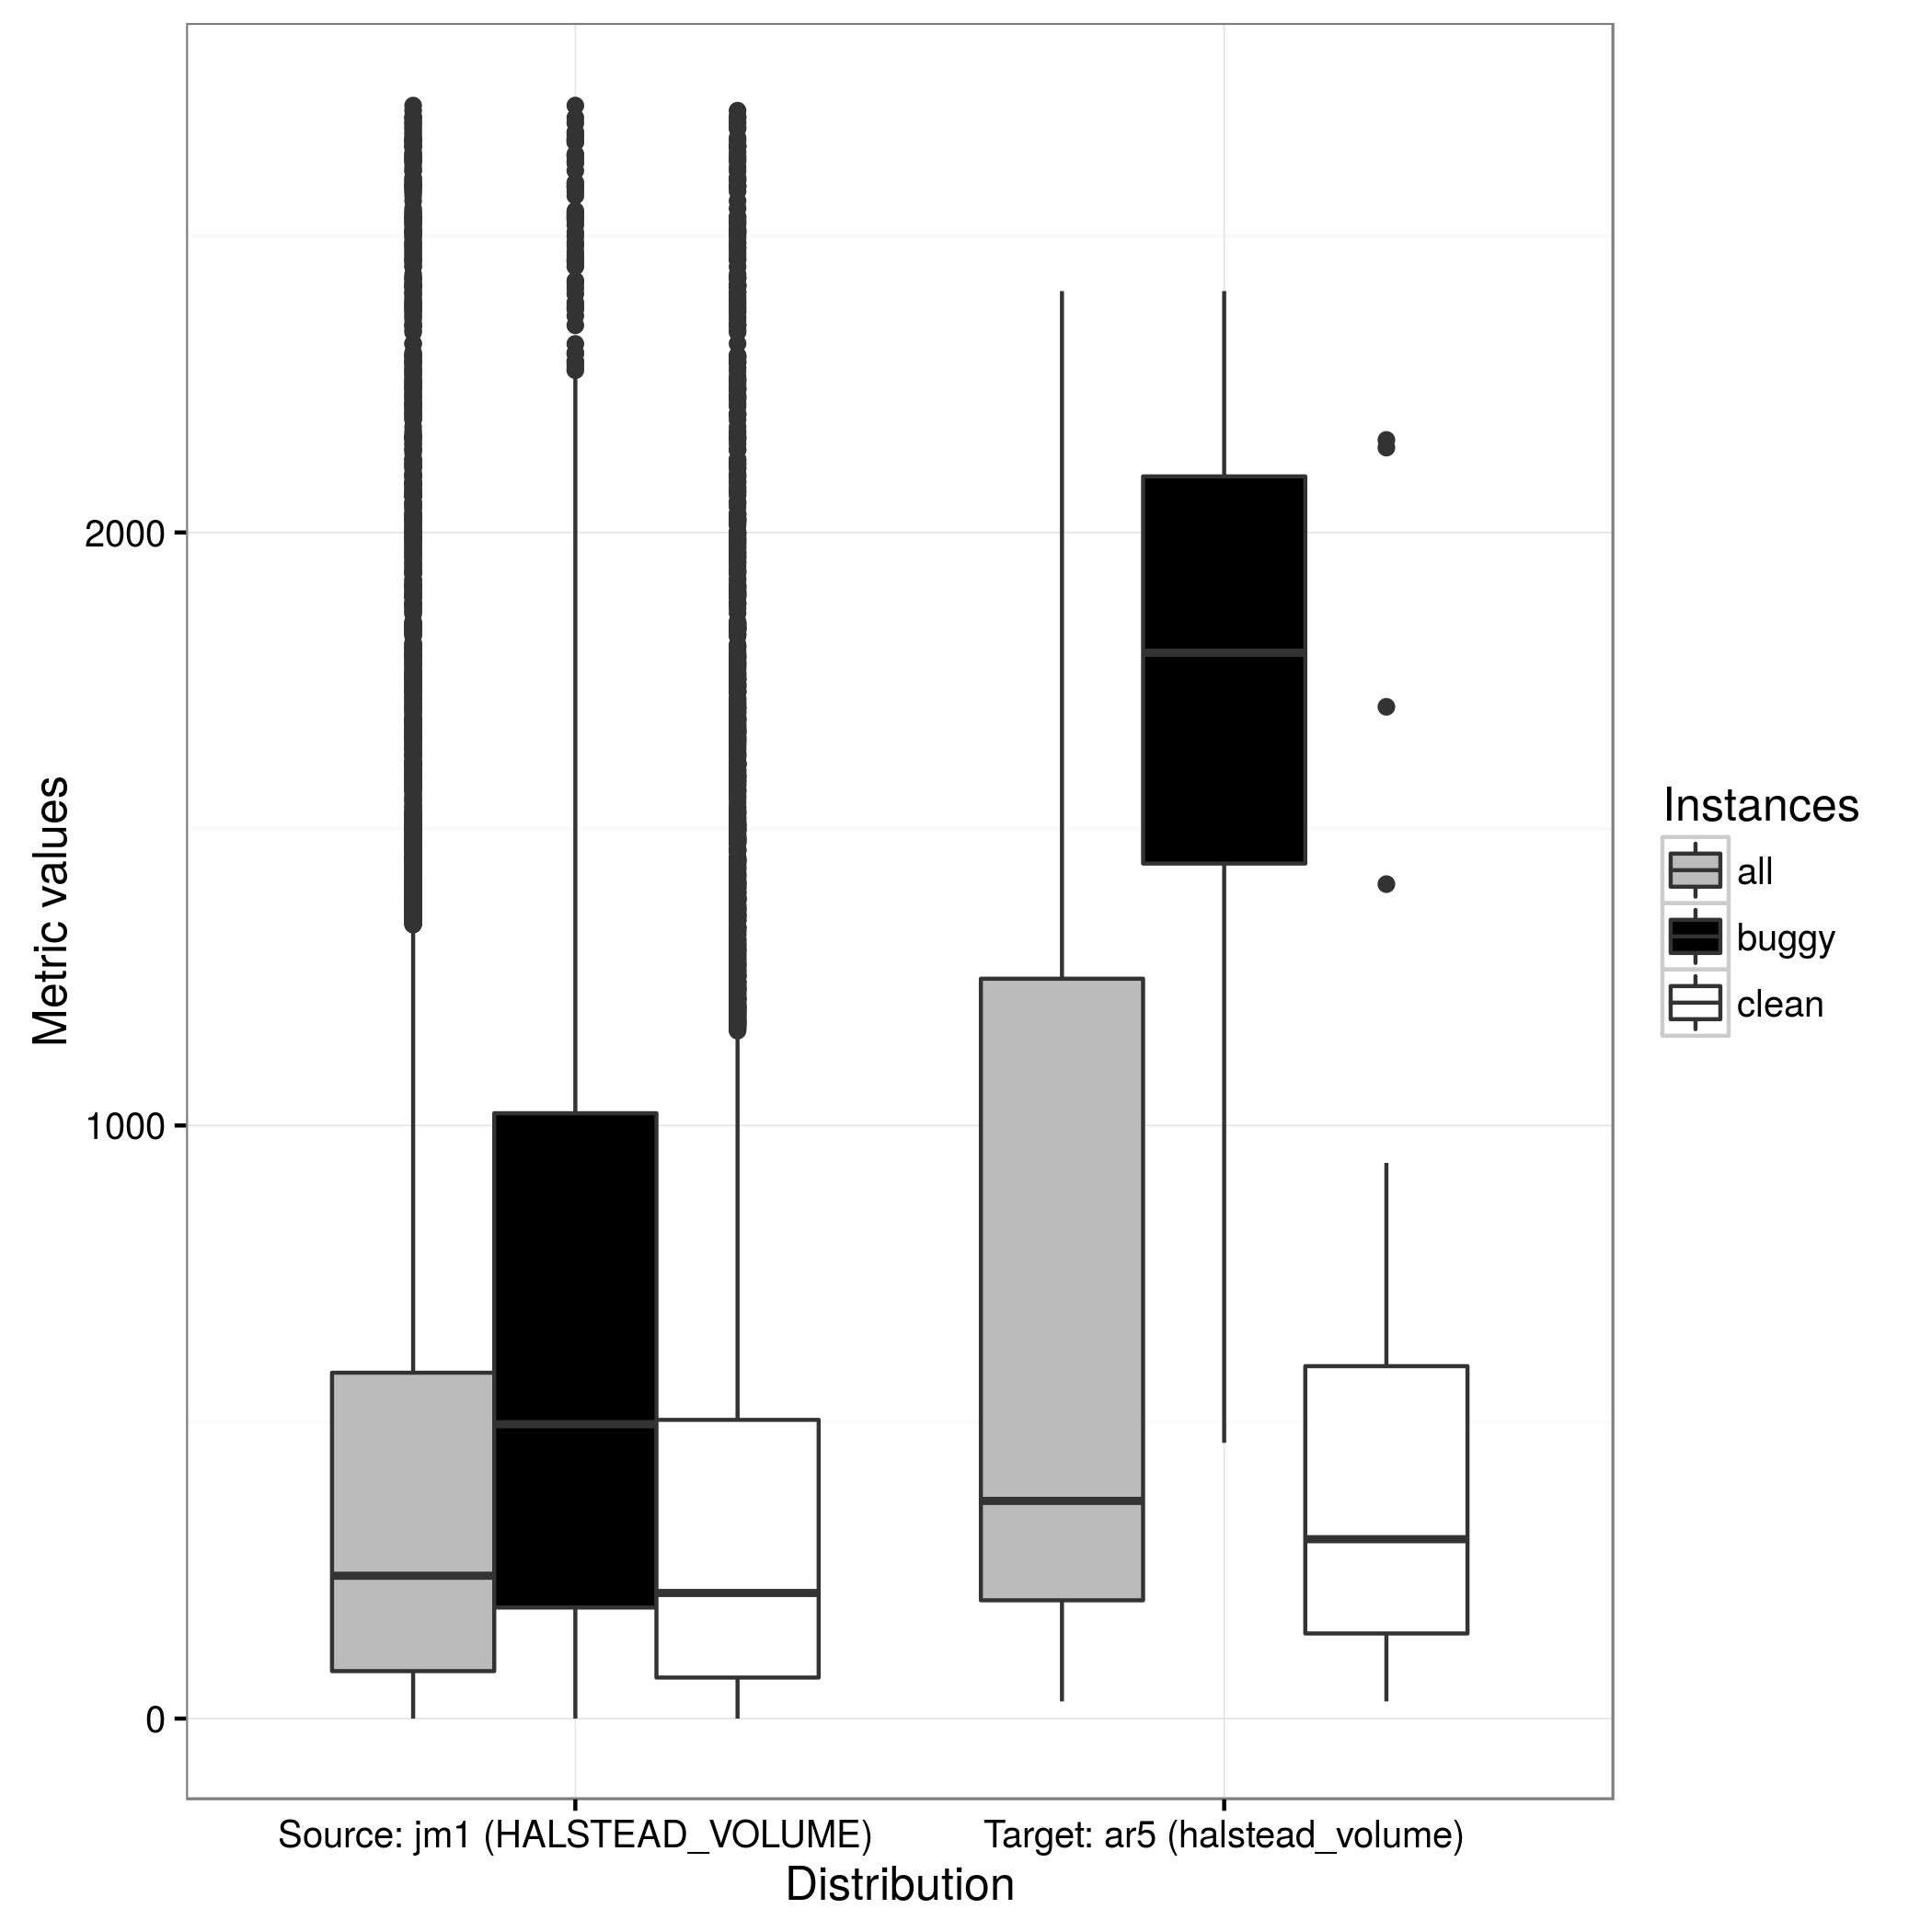 Metric values
2000
1000
0
Source: jm1 (HALSTEAD_VOLUME)
Target: ar5 (halstead_volume)
Distribution
Instances
all
buggy
clean